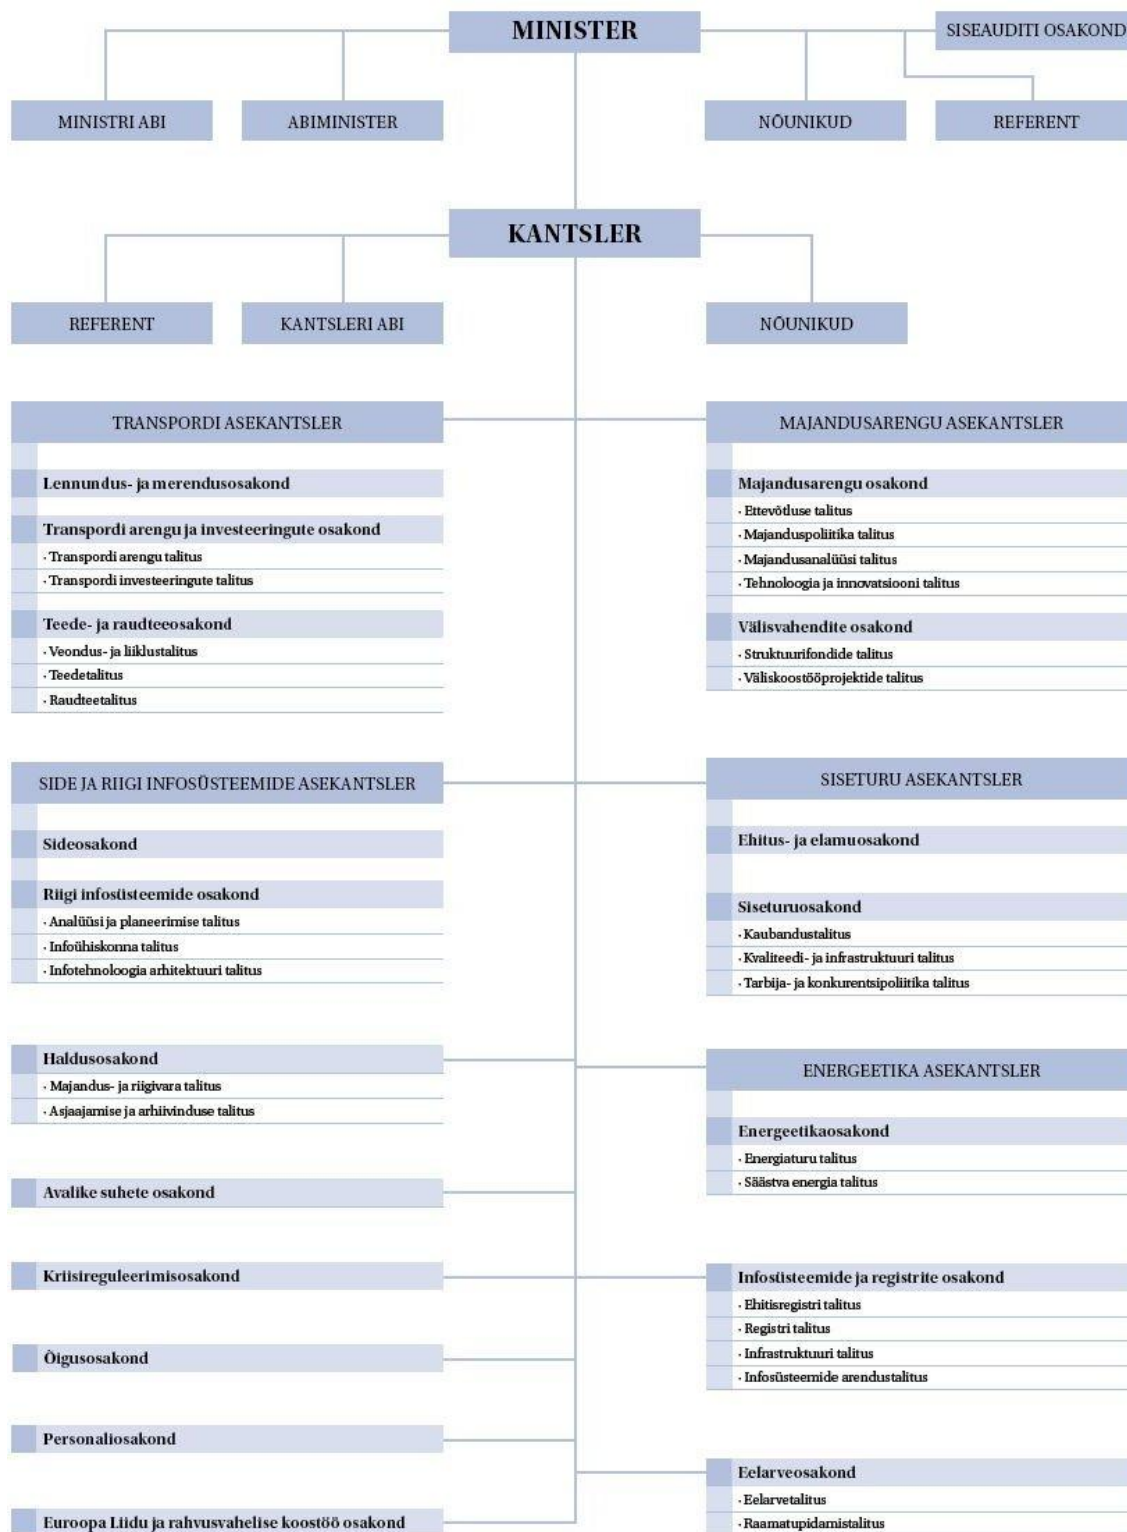 MINISTER
SISEAUDITI OSAKOND
MINISTRI ABI
ABIMINISTER
NÕUNIKUD
REFERENT
KANTSLER
REFERENT
KANTSLERI ABI
NÕUNIKUD
TRANSPORDI ASEKANTSLER
Lennundus- ja merendusosakond
Transpordi arengu ja investeeringute osakond
· Transpordi arengu talitus
· Transpordi investeeringute talitus
Teede- ja raudteeosakond
· Veondus- ja liiklustalitus
· Teedetalitus
· Raudteetalitus
MAJANDUSARENGU ASEKANTSLER
Majandusarengu osakond
· Ettevõtluse talitus
· Majanduspoliitika talitus
· Majandusanalüüsi talitus
· Tehnoloogia ja innovatsiooni talitus
Välisvahendite osakond
· Struktuurifondide talitus
· Väliskoostööprojektide talitus
SIDE JA RIIGI INFOSÜSTEEMIDE ASEKANTSLER
Sideosakond
Riigi infosüsteemide osakond
· Analüüsi ja planeerimise talitus
· Infoühiskonna talitus
· Infotehnoloogia arhitektuuri talitus
SISETURU ASEKANTSLER
Ehitus- ja elamuosakond
Siseturuosakond
· Kaubandustalitus
· Kvaliteedi- ja infrastruktuuri talitus
· Tarbija- ja konkurentsipoliitika talitus
Haldusosakond
· Majandus- ja riigivara talitus
· Asjaajamise ja arhiivinduse talitus
ENERGEETIKA ASEKANTSLER
Energeetikaosakond
· Energiaturu talitus
· Säästva energia talitus
Avalike suhete osakond
Kriisireguleerimisosakond
Infosüsteemide ja registrite osakond
· Ehitisregistri talitus
· Registri talitus
· Infrastruktuuri talitus
· Infosüsteemide arendustalitus
Õigusosakond
Personaliosakond
Eelarveosakond
· Eelarvetalitus
· Raamatupidamistalitus
Euroopa Liidu ja rahvusvahelise koostöö osakond